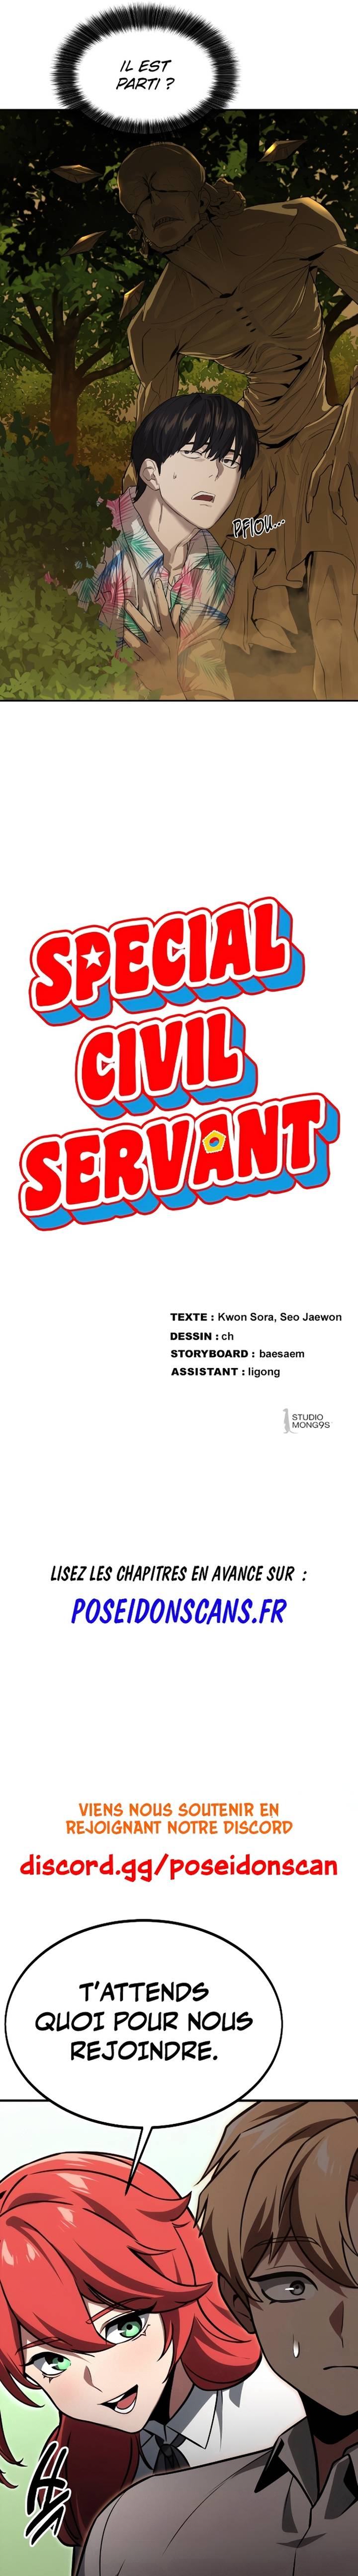 IL EST
PARTI ?
PFIOU...
SPECIAL
CIVIL
SERVANT
TEXTE : Kwon Sora, Seo Jaewon
DESSIN : ch
STORYBOARD : baesaem
ASSISTANT : ligong
STUDIO
MONG9S
LISEZ LES CHAPITRES EN AVANCE SUR :
POSEIDONSCANS.FR
VIENS NOUS SOUTENIR EN
REJOIGNANT NOTRE DISCORD
discord.gg/poseidonscan
T'ATTENDS
QUOI POUR NOUS
REJOINDRE.